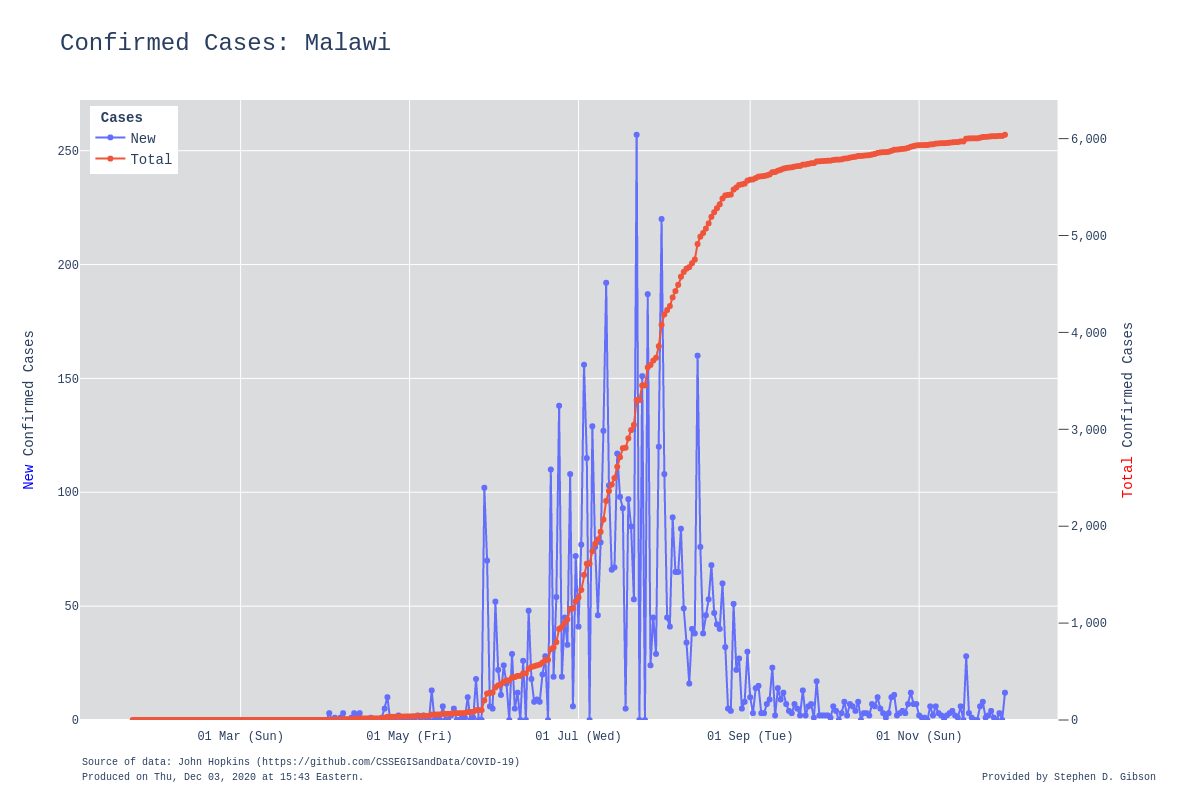 Confirmed Cases: Malawi
Cases
New
Total
250
200
150
100
50
0
New Confirmed Cases
6,000
5,000
4,000
3,000
2,000
1,000
0
Total Confirmed Cases
01 Mar (Sun)
01 May (Fri)
01 Jul (Wed)
01 Sep (Tue)
01 Nov (Sun)
Source of data: John Hopkins (https://github.com/CSSEGISandData/COVID-19)
Produced on Thu, Dec 03, 2020 at 15:43 Eastern.
Provided by Stephen D. Gibson